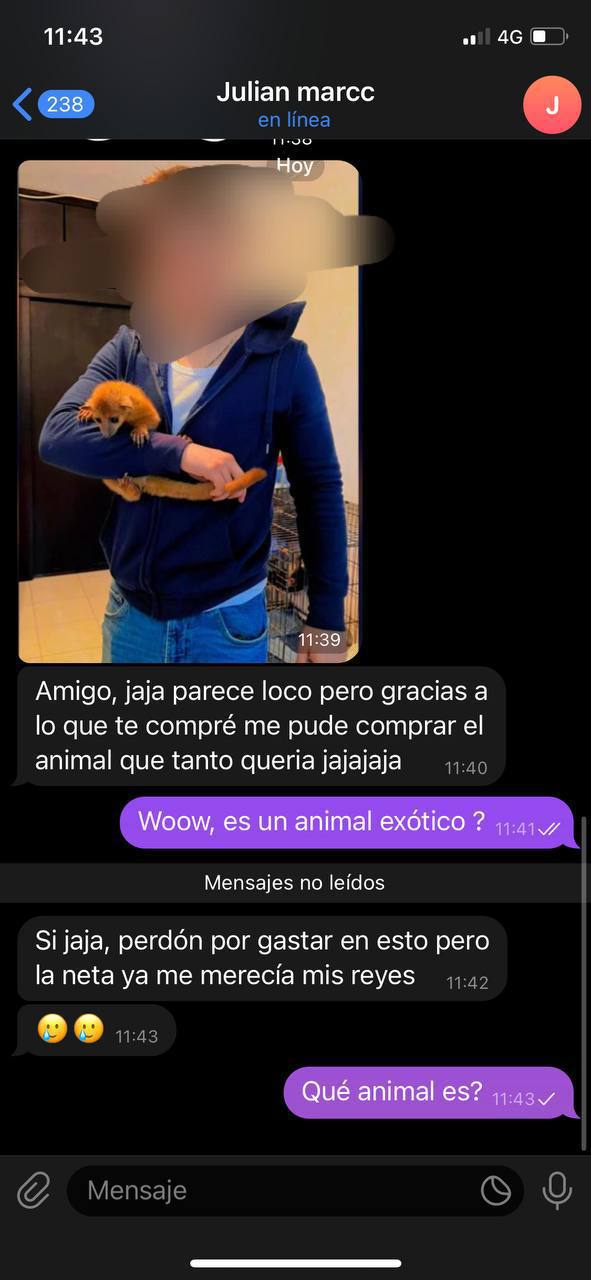 11:43
4G
238
Julian marcc
en línea
J
11:38
Hoy
11:39
Amigo, jaja parece loco pero gracias a
lo que te compré me pude comprar el
animal que tanto queria jajajaja
11:40
Woow, es un animal exótico ?
11:41
Mensajes no leídos
Si jaja, perdón por gastar en esto pero
la neta ya me merecía mis reyes
11:42
11:43
Qué animal es?
11:43
Mensaje